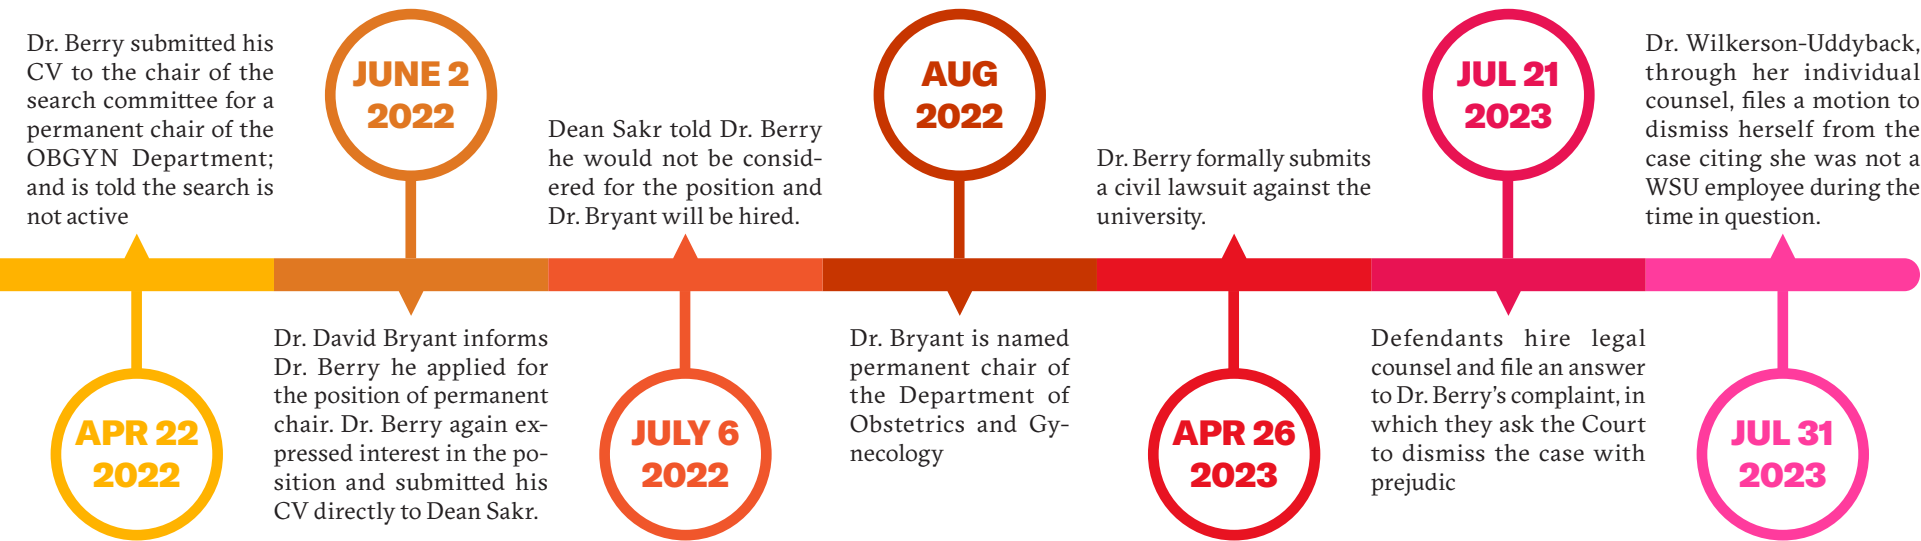 Dr. Berry submitted his
CV to the chair of the
search committee for a
permanent chair of the
OBGYN Department;
and is told the search is
not active
APR 22
2022
JUNE 2
2022
Dr. David Bryant informs
Dr. Berry he applied for
the position of permanent
chair. Dr. Berry again ex-
pressed interest in the po-
sition and submitted his
CV directly to Dean Sakr.
Dean Sakr told Dr. Berry
he would not be consid-
ered for the position and
Dr. Bryant will be hired.
JULY 6
2022
AUG
2022
Dr. Bryant is named
permanent chair of
the Department of
Obstetrics and Gy-
necology
Dr. Berry formally submits
a civil lawsuit against the
university.
APR 26
2023
JUL 21
2023
Defendants hire legal
counsel and file an answer
to Dr. Berry's complaint, in
which they ask the Court
to dismiss the case with
prejudic
Dr. Wilkerson-Uddyback,
through her individual
counsel, files a motion to
dismiss herself from the
case citing she was not a
WSU employee during the
time in question.
JUL 31
2023